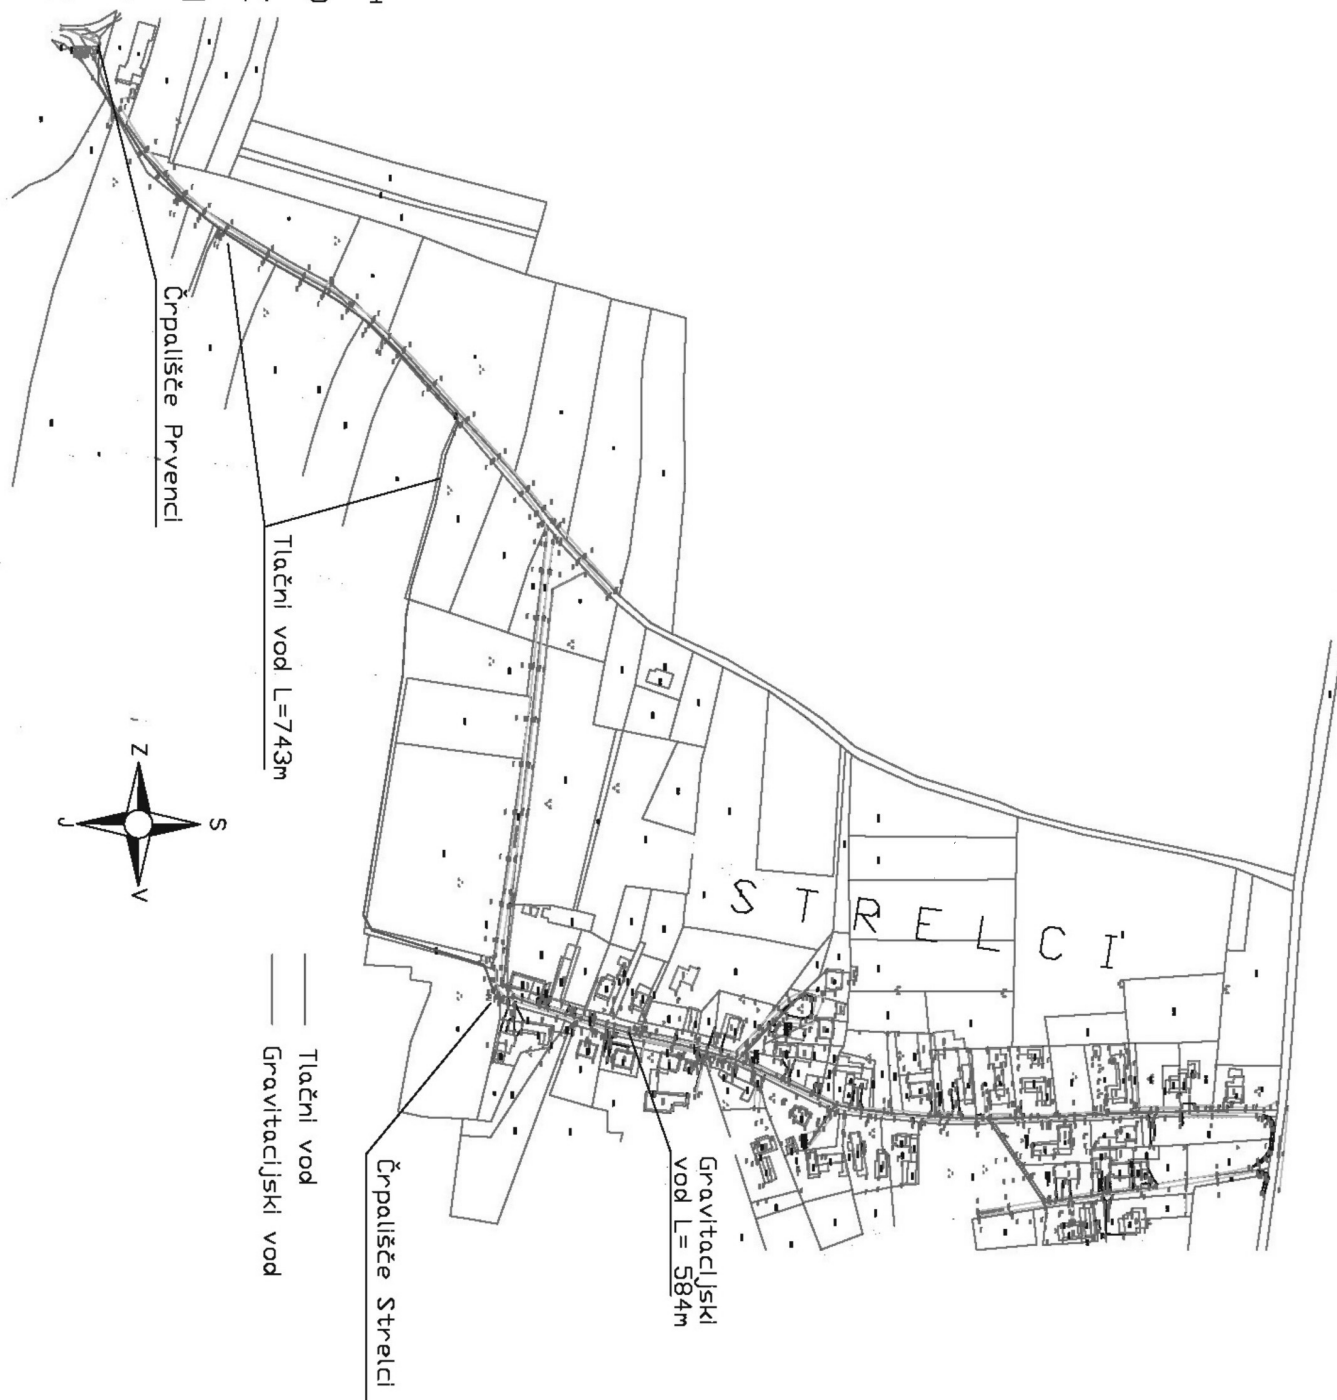 Črpališče Prvenci
Tlačni vod L=743m
STRELCI
Z
S
J
V
Tlačni vod
Gravitacijski vod
Gravitacijski
vod L= 584m
Črpališče Strelci